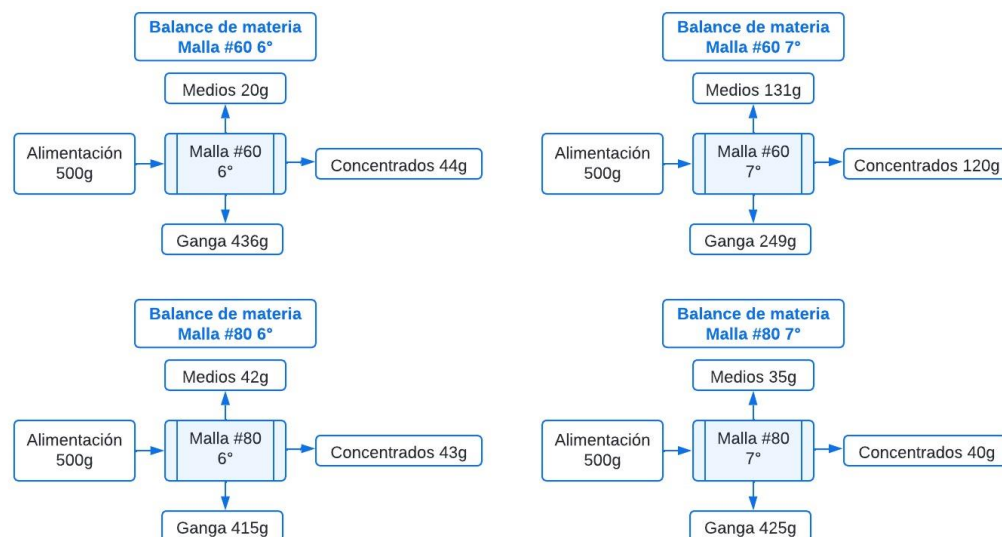 Balance de materia
Malla #60 6°
Medios 20g
Alimentación
500g
Malla #60
6°
Concentrados 44g
Ganga 436g
Balance de materia
Malla #60 7°
Medios 131g
Alimentación
500g
Malla #60
7°
Concentrados 120g
Ganga 249g
Balance de materia
Malla #80 6°
Medios 42g
Alimentación
500g
Malla #80
6°
Concentrados 43g
Ganga 415g
Balance de materia
Malla #80 7°
Medios 35g
Alimentación
500g
Malla #80
7°
Concentrados 40g
Ganga 425g